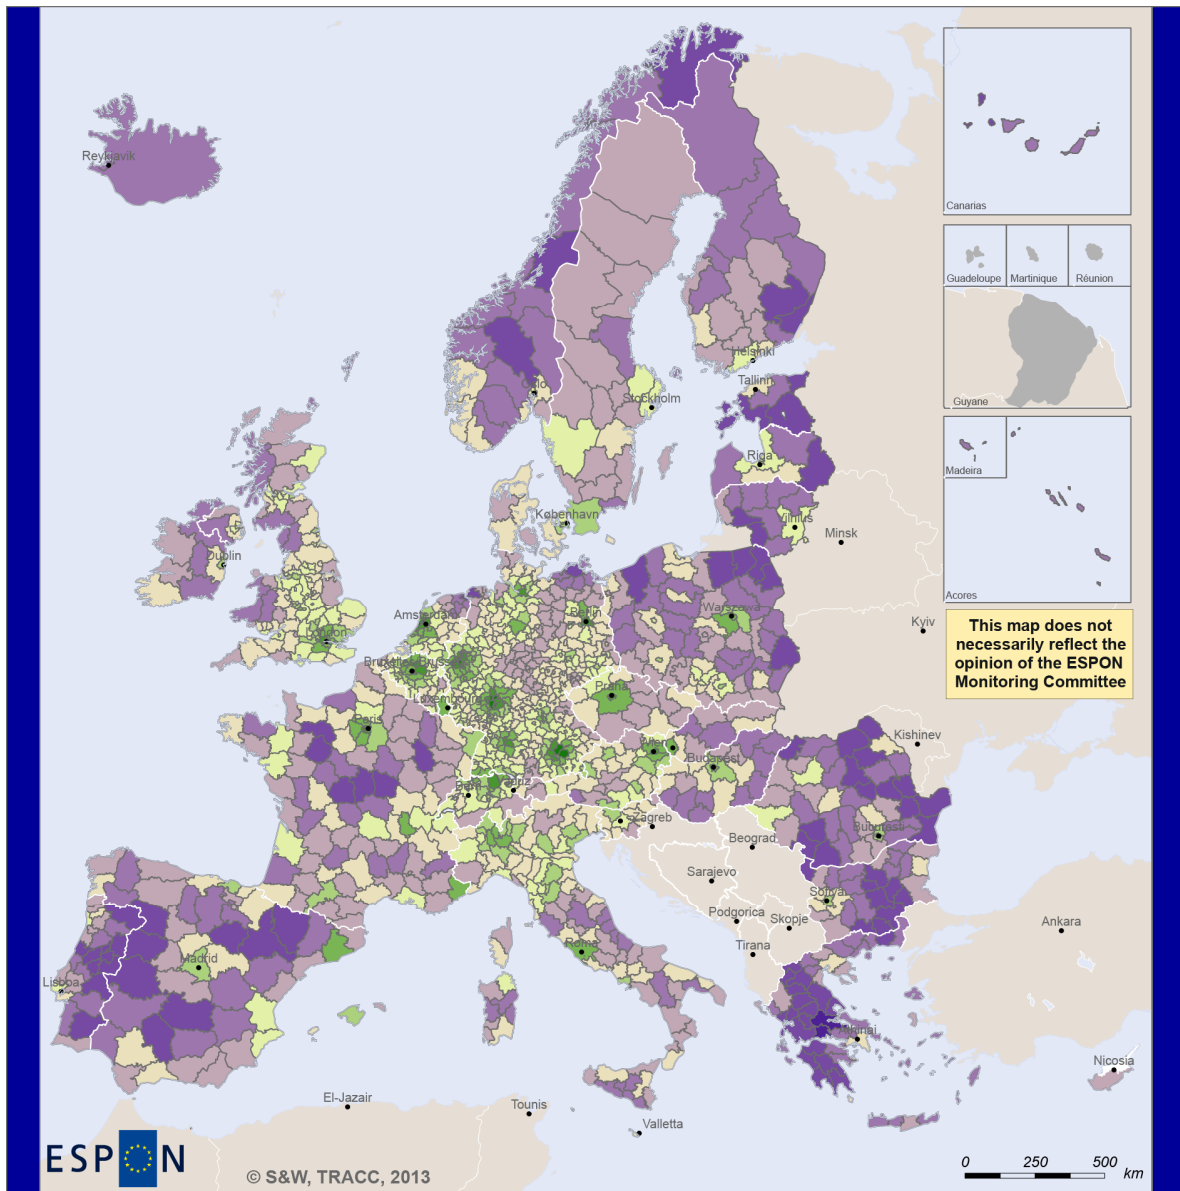 Reykjavik
Canarias
Guadeloupe
Martinique
Réunion
Guyane
Madeira
Acores
Helsinki
Tallinn
Oslo
Stockholm
Riga
København
Vilnius
Minsk
Dublin
London
Amsterdam
Berlin
Warszawa
Kyiv
This map does not
necessarily reflect the
opinion of the ESPON
Monitoring Committee
Bruxelles/Brussel
Luxembourg
Praha
Paris
Kishinev
Budapest
Bern
Zagreb
Beograd
Bucuresti
Sarajevo
Sofiya
Podgorica
Skopje
Ankara
Tirana
Roma
Madrid
Lisboa
Athinai
Nicosia
El-Jazair
Tounis
Valletta
ESPON
© S&W, TRACC, 2013
0 250 500
km